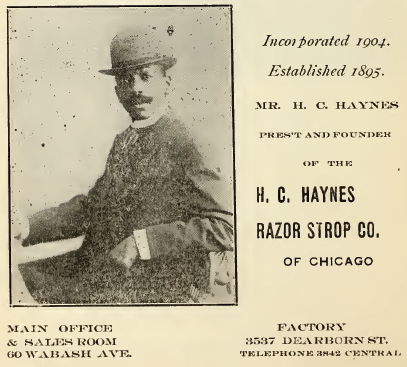 Incorporated 1904.
Established 1895.
MR. H. C. HAYNES
PRES'T AND FOUNDER
OF THE
H. C. HAYNES
RAZOR STROP CO.
OF CHICAGO
MAIN OFFICE
& SALES ROOM
60 WABASH AVE.
FACTORY
3537 DEARBORN ST.
TELEPHONE 3842 CENTRAL